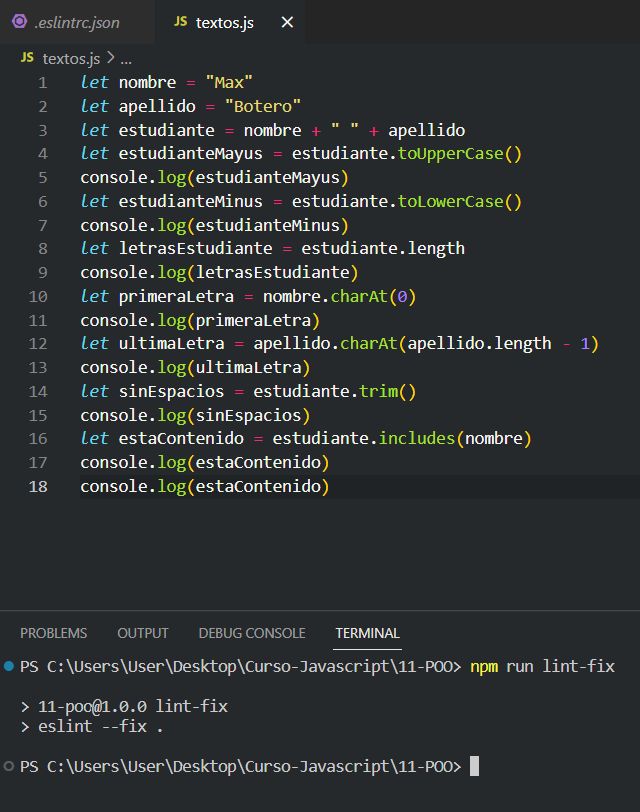 .eslintrc.json
JS textos.js ×
JS textos.js > ...
1 let nombre = "Max"
2 let apellido = "Botero"
3 let estudiante = nombre + " " + apellido
4 let estudianteMayus = estudiante.toUpperCase()
5 console.log(estudianteMayus)
6 let estudianteMinus = estudiante.toLowerCase()
7 console.log(estudianteMinus)
8 let letrasEstudiante = estudiante.length
9 console.log(letrasEstudiante)
10 let primeraLetra = nombre.charAt(0)
11 console.log(primeraLetra)
12 let ultimaLetra = apellido.charAt(apellido.length - 1)
13 console.log(ultimaLetra)
14 let sinEspacios = estudiante.trim()
15 console.log(sinEspacios)
16 let estaContenido = estudiante.includes(nombre)
17 console.log(estaContenido)
18 console.log(estaContenido)
PROBLEMS OUTPUT DEBUG CONSOLE TERMINAL
PS C:\Users\User\Desktop\Curso-Javascript\11-POO> npm run lint-fix
> 11-poo@1.0.0 lint-fix
> eslint --fix .
PS C:\Users\User\Desktop\Curso-Javascript\11-POO>